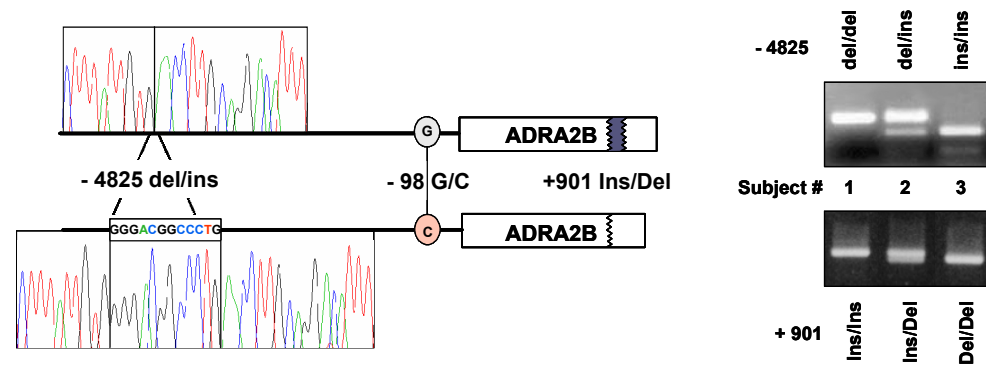 G
ADRA2B
- 4825 del/ins
- 98 G/C
+901 Ins/Del
GGGACGGCCCTG
C
ADRA2B
- 4825
del/del
del/ins
ins/ins
Subject # 1 2 3
+ 901
Ins/Ins
Ins/Del
Del/Del